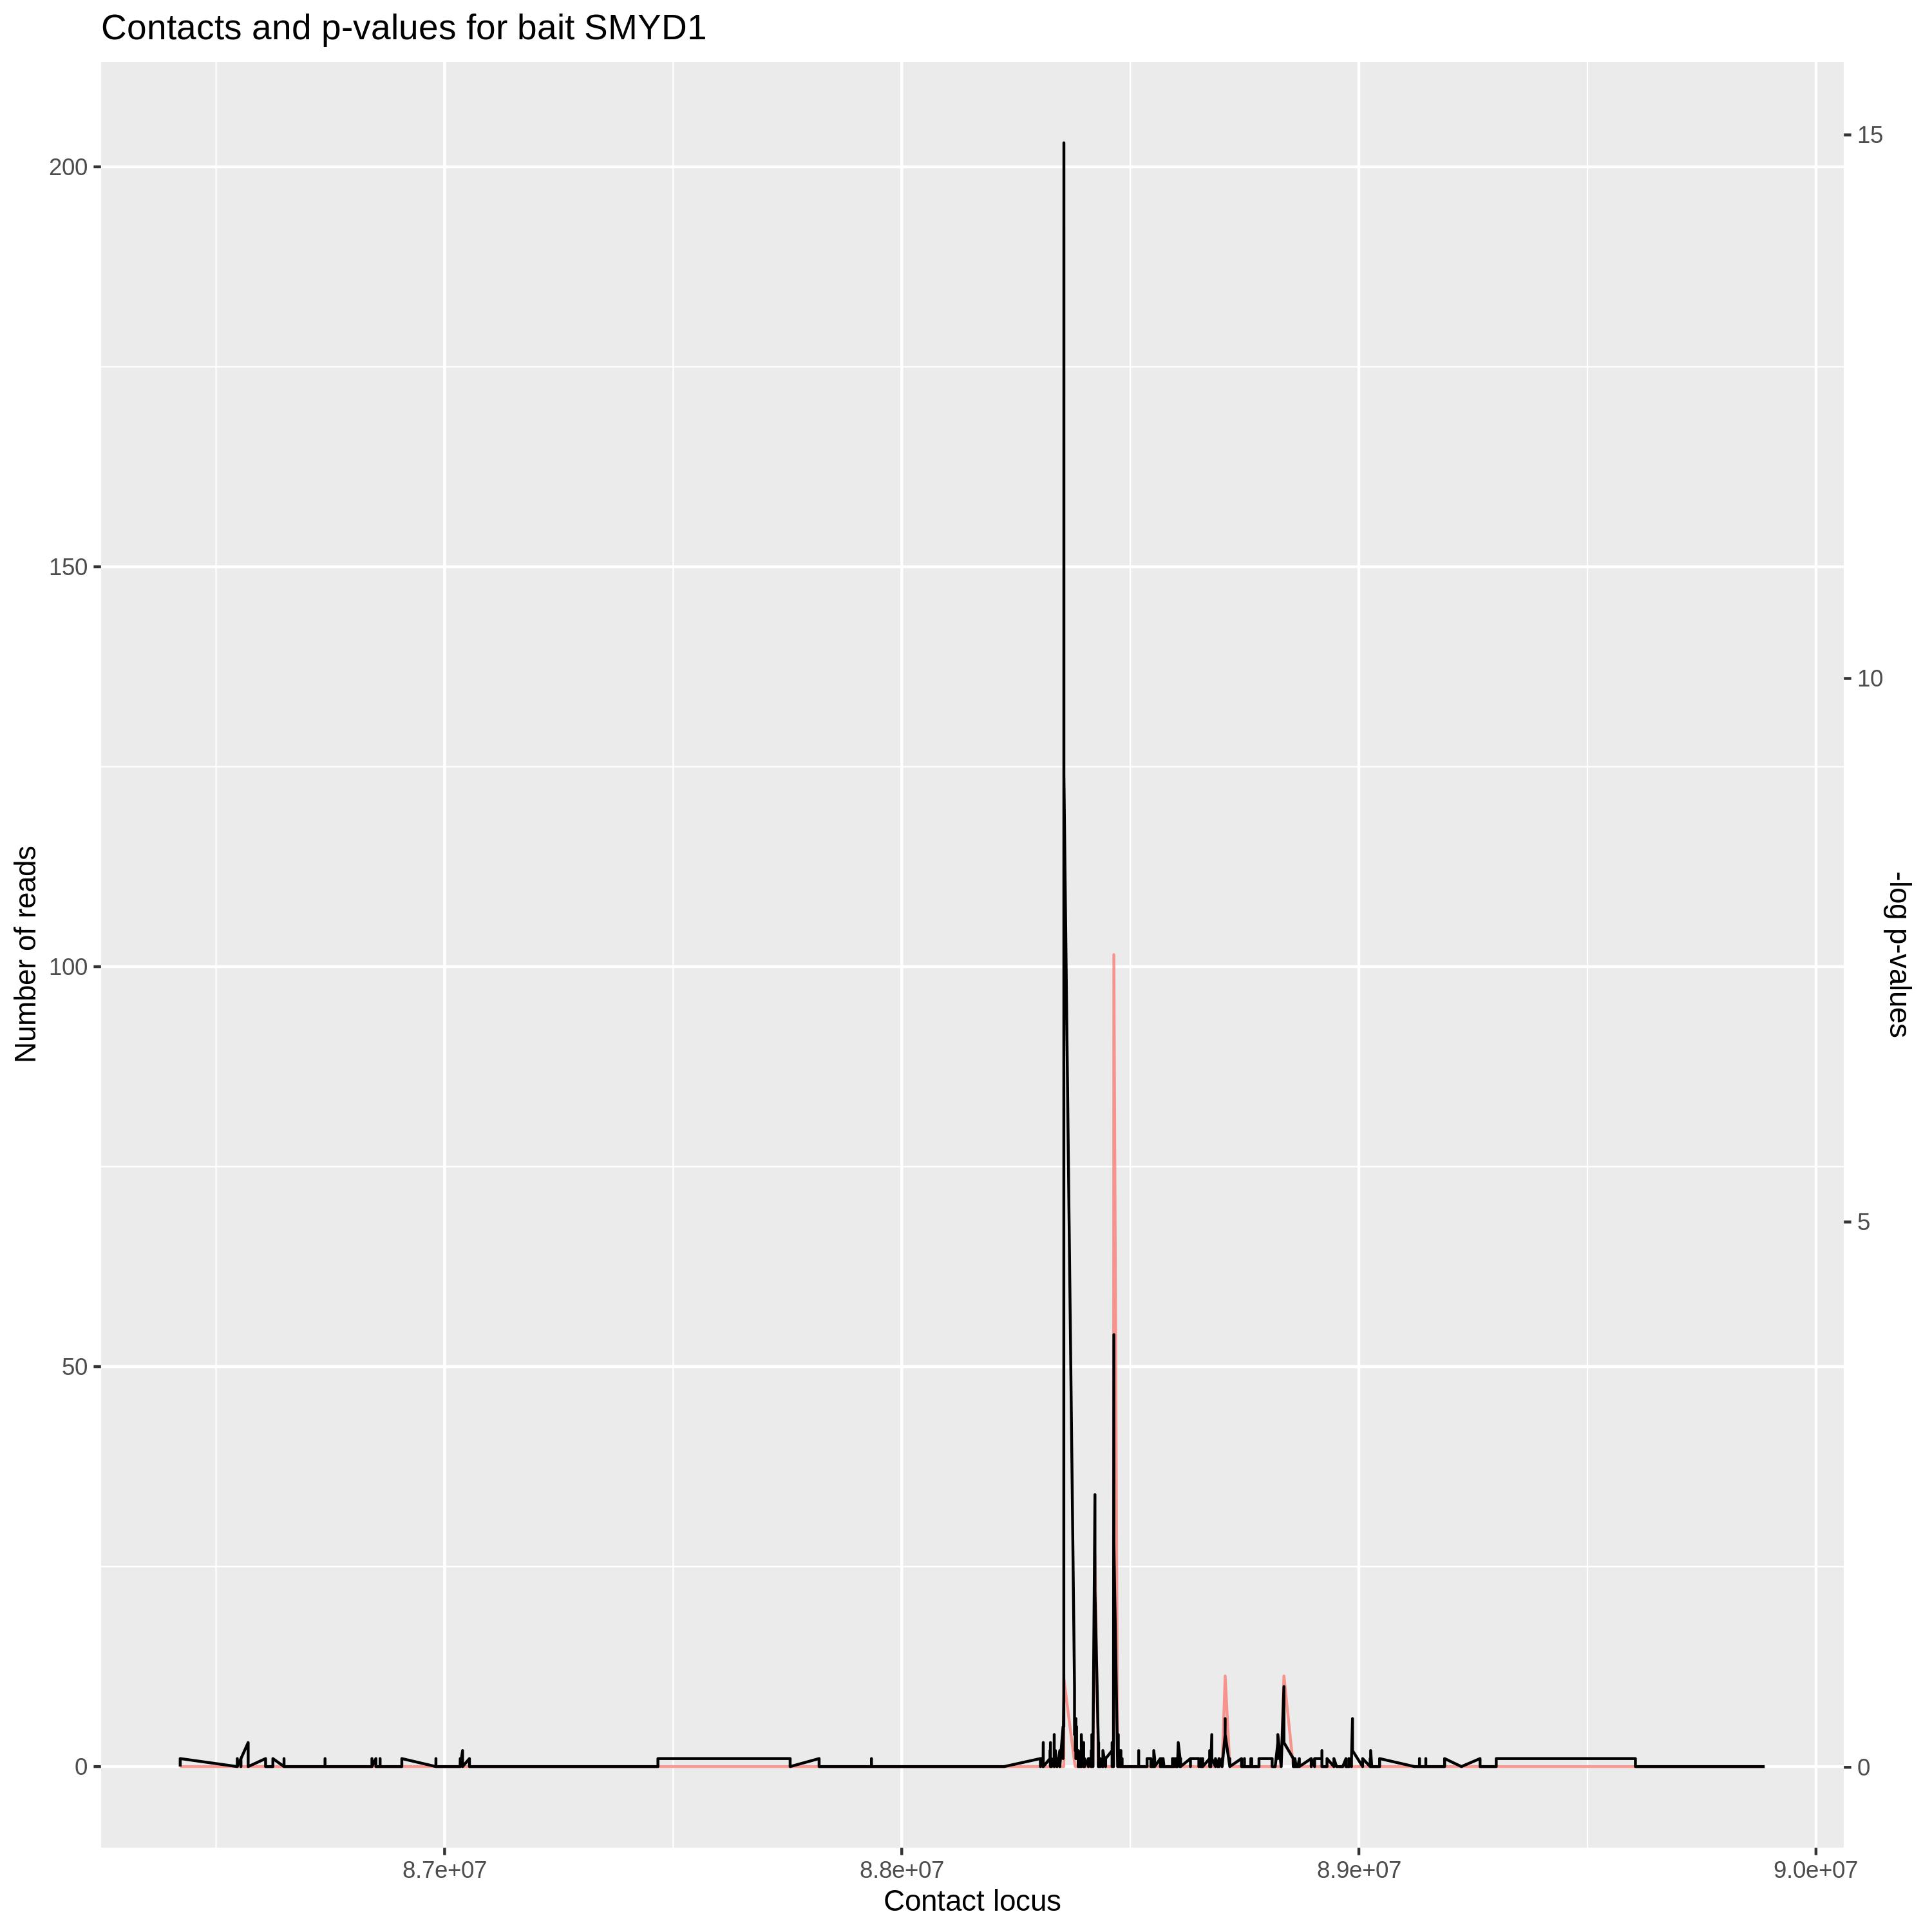 Contacts and p-values for bait SMYD1
200
150
100
50
0
Number of reads
15
10
5
0
-log p-values
8.7e+07
8.8e+07
8.9e+07
9.0e+07
Contact locus